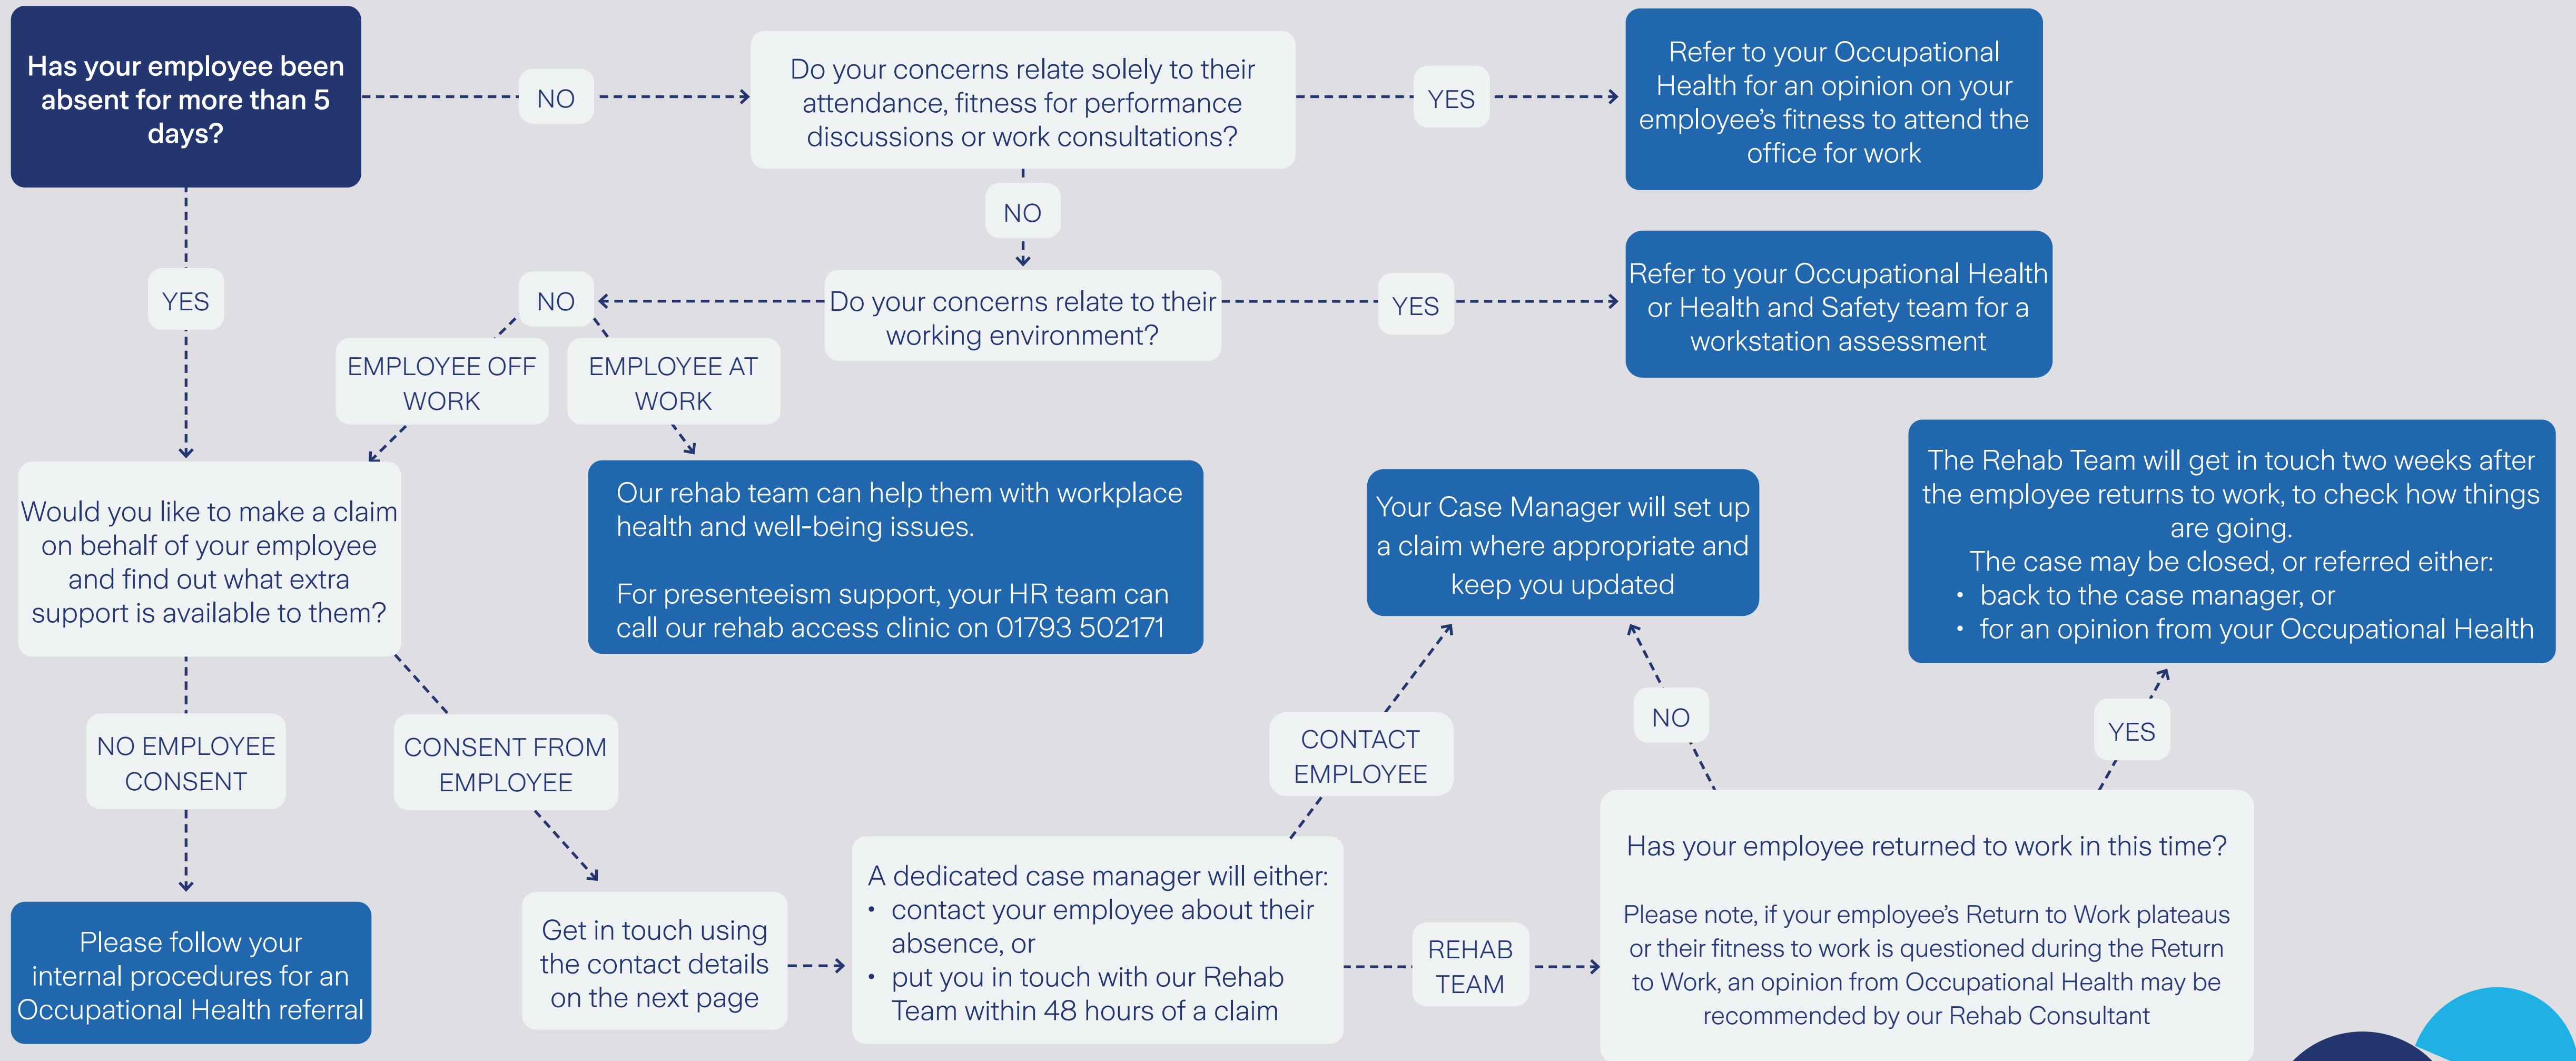 Has your employee been
absent for more than 5
days?
NO
Do your concerns relate solely to their
attendance, fitness for performance
discussions or work consultations?
YES
Refer to your Occupational
Health for an opinion on your
employee’s fitness to attend the
office for work
NO
YES
NO
Do your concerns relate to their
working environment?
YES
Refer to your Occupational Health
or Health and Safety team for a
workstation assessment
EMPLOYEE OFF
WORK
EMPLOYEE AT
WORK
Would you like to make a claim
on behalf of your employee
and find out what extra
support is available to them?
Our rehab team can help them with workplace
health and well-being issues.
For presenteeism support, your HR team can
call our rehab access clinic on 01793 502171
Your Case Manager will set up
a claim where appropriate and
keep you updated
The Rehab Team will get in touch two weeks after
the employee returns to work, to check how things
are going.
The case may be closed, or referred either:
• back to the case manager, or
• for an opinion from your Occupational Health
NO EMPLOYEE
CONSENT
CONSENT FROM
EMPLOYEE
CONTACT
EMPLOYEE
NO
YES
Please follow your
internal procedures for an
Occupational Health referral
Get in touch using
the contact details
on the next page
A dedicated case manager will either:
• contact your employee about their
absence, or
• put you in touch with our Rehab
Team within 48 hours of a claim
REHAB
TEAM
Has your employee returned to work in this time?
Please note, if your employee’s Return to Work plateaus
or their fitness to work is questioned during the Return
to Work, an opinion from Occupational Health may be
recommended by our Rehab Consultant